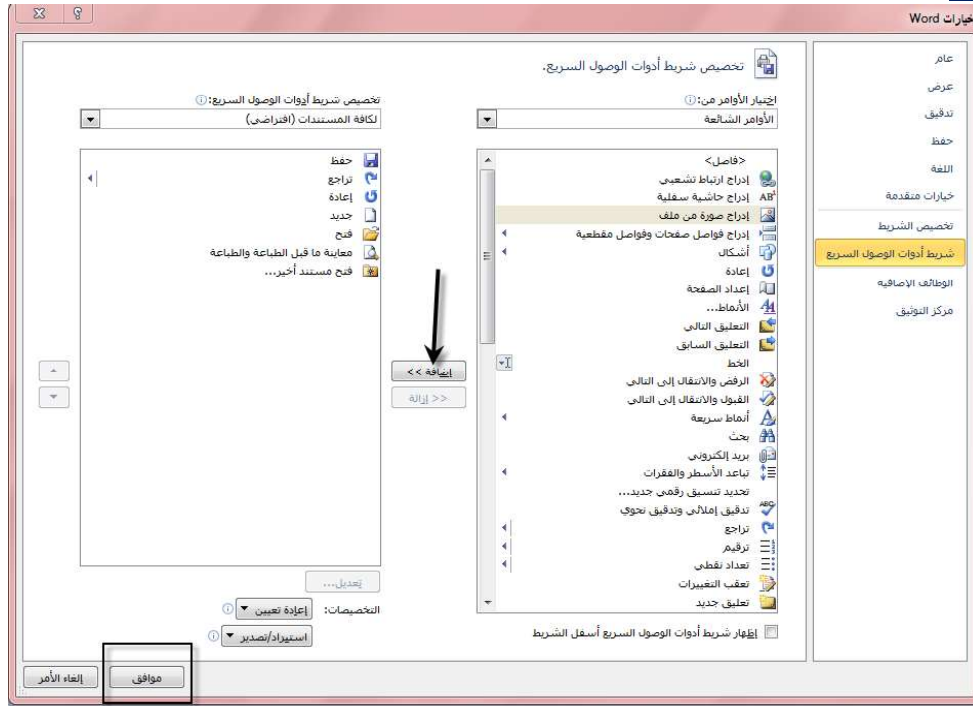 خيارات Word
عام
عرض
تدقيق
حفظ
اللغة
خيارات متقدمة
تخصيص الشريط
شريط أدوات الوصول السريع
الوظائف الإضافية
مركز التوثيق
تخصيص شريط أدوات الوصول السريع.
اختيار الأوامر من:
الأوامر الشائعة
<فاصل>
إدراج ارتباط تشعبي
إدراج حاشية سفلية
إدراج صورة من ملف
إدراج فواصل صفحات وفواصل مقطعية
أشكال
إعادة
إعداد الصفحة
الأنماط...
التعليق التالي
التعليق السابق
الخط
الرفض والانتقال إلى التالي
القبول والانتقال إلى التالي
أنماط سريعة
بحث
بريد إلكتروني
تباعد الأسطر والفقرات
تحديد تنسيق رقمي جديد...
تدقيق إملائي وتدقيق نحوي
تراجع
ترقيم
تعداد نقطي
تعقب التغييرات
تعليق جديد
إظهار شريط أدوات الوصول السريع أسفل الشريط
إضافة >>
<< إزالة
تخصيص شريط أدوات الوصول السريع:
لكافة المستندات (افتراضي)
حفظ
تراجع
إعادة
جديد
فتح
معاينة ما قبل الطباعة والطباعة
فتح مستند أخير...
تعديل...
التخصيصات: إعادة تعيين
استيراد/تصدير
موافق
إلغاء الأمر